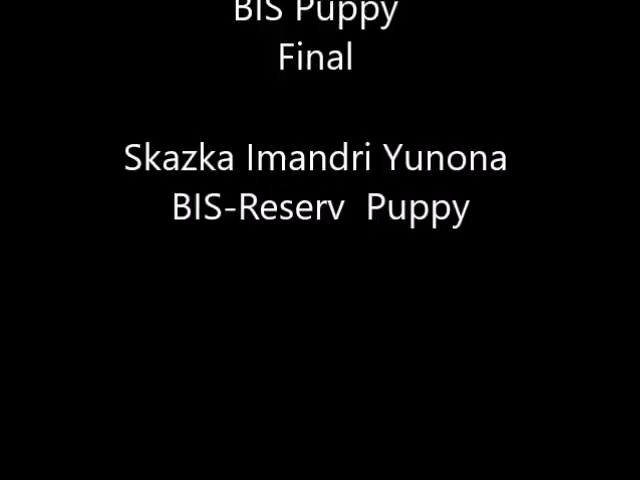 BIS Puppy
Final
Skazka Imandri Yunona
BIS-Reserv  Puppy